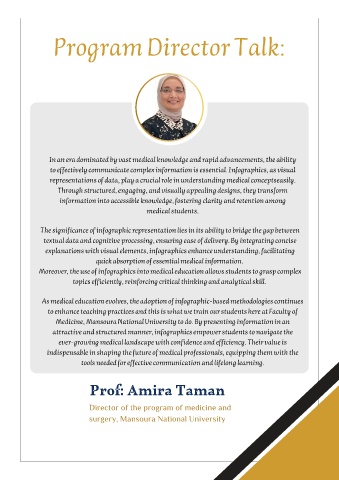 Program Director Talk:
In an era dominated by vast medical knowledge and rapid advancements, the ability
to effectively communicate complex information is essential. Infographics, as visual
representations of data, play a crucial role in understanding medical concepts easily.
Through structured, engaging, and visually appealing designs, they transform
information into accessible knowledge, fostering clarity and retention among
medical students.
The significance of infographic representation lies in its ability to bridge the gap between
textual data and cognitive processing, ensuring ease of delivery. By integrating concise
explanations with visual elements, infographics enhance understanding, facilitating
quick absorption of essential medical information.
Moreover, the use of infographics into medical education allows students to grasp complex
topics efficiently, reinforcing critical thinking and analytical skill.
As medical education evolves, the adoption of infographic-based methodologies continues
to enhance teaching practices and this is what we train our students here at Faculty of
Medicine, Mansoura National University to do. By presenting information in an
attractive and structured manner, infographics empower students to navigate the
ever-growing medical landscape with confidence and efficiency. Their value is
indispensable in shaping the future of medical professionals, equipping them with the
tools needed for effective communication and lifelong learning.
Prof: Amira Taman
Director of the program of medicine and
surgery, Mansoura National University